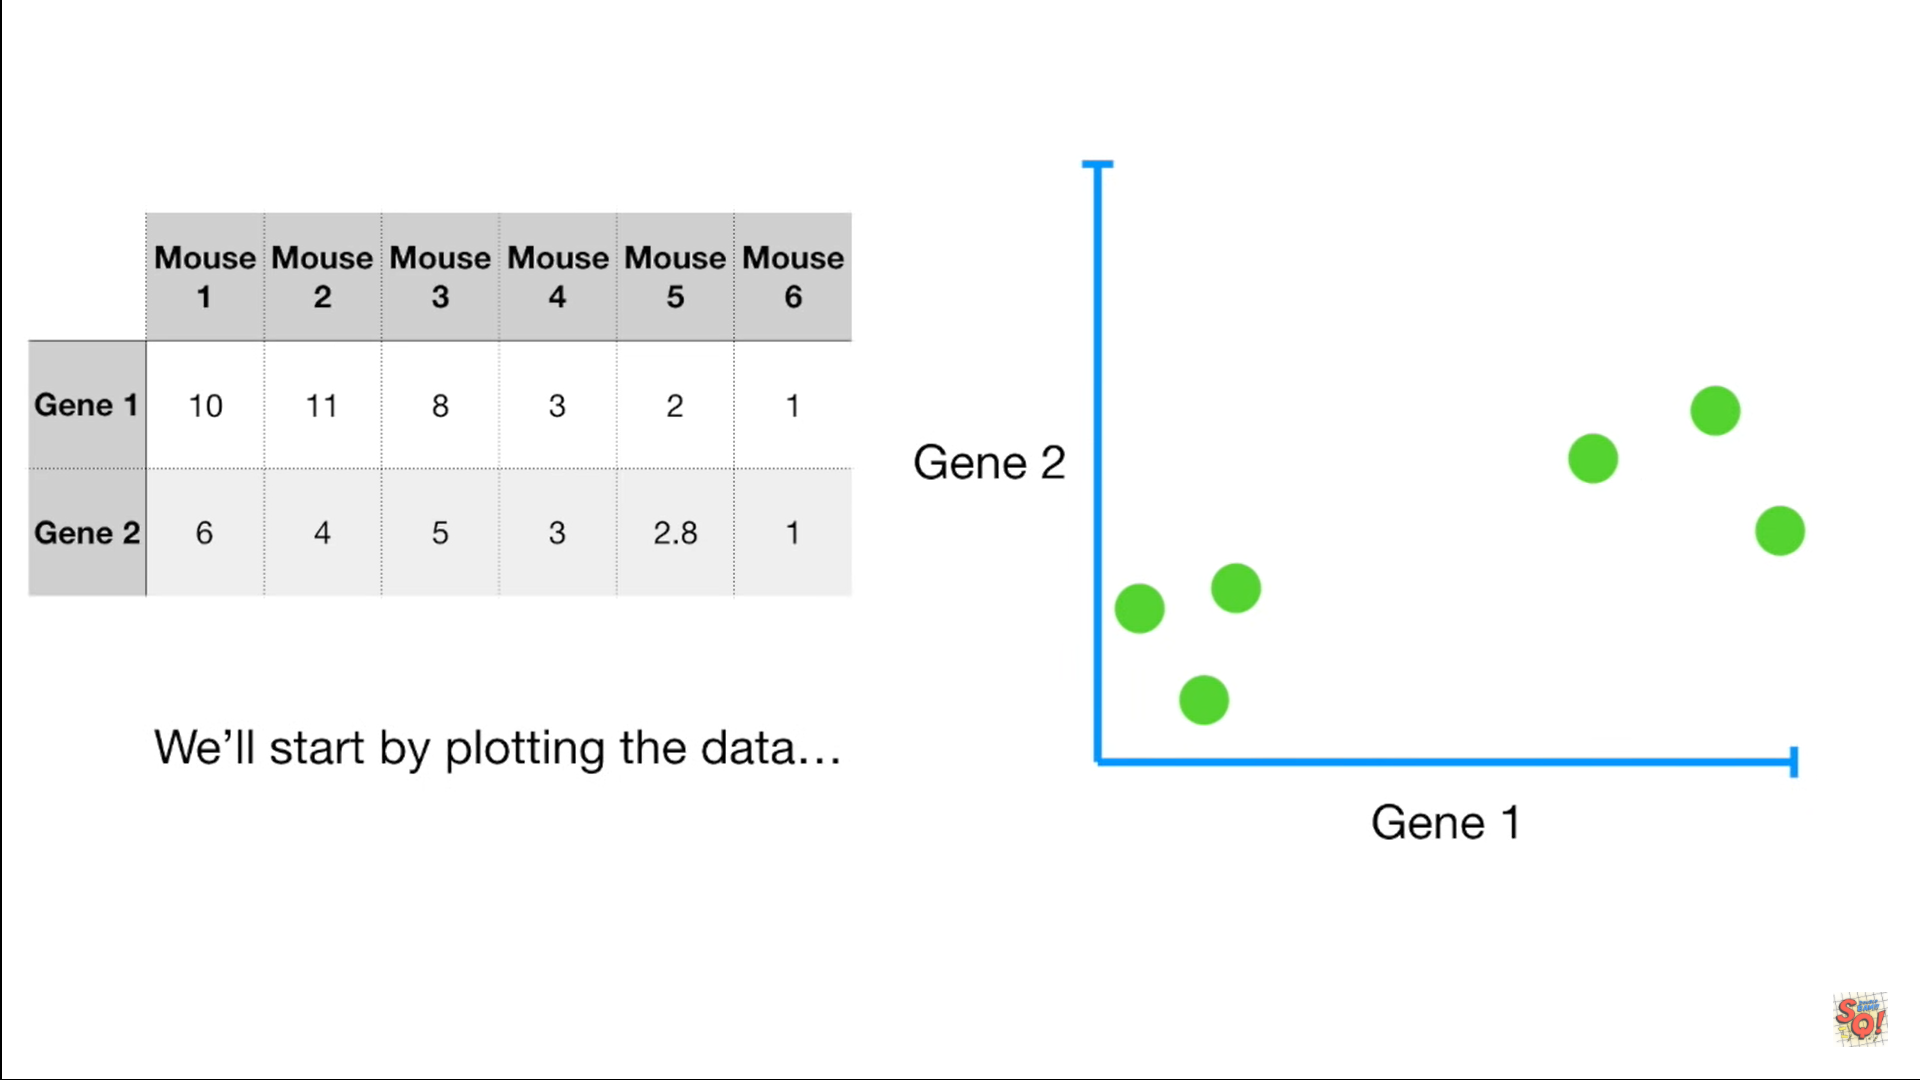 Mouse 1 Mouse 2 Mouse 3 Mouse 4 Mouse 5 Mouse 6
Gene 1 10 11 8 3 2 1
Gene 2 6 4 5 3 2.8 1
We’ll start by plotting the data…
Gene 2
Gene 1
SQ!